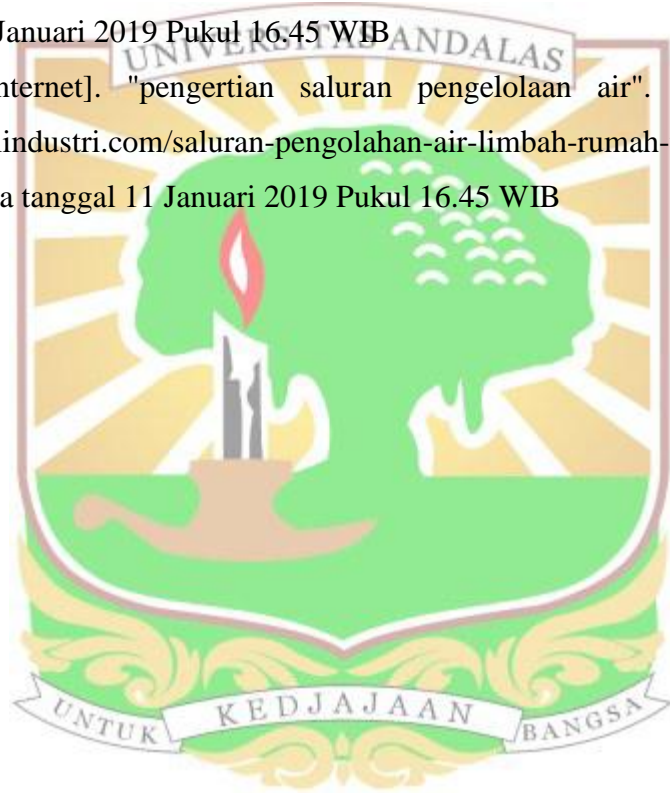 Januari 2019 Pukul 16.45 WIB
UNIVERSITAS ANDALAS
nternet]. "pengertian saluran pengelolaan air".
industri.com/saluran-pengolahan-air-limbah-rumah-
a tanggal 11 Januari 2019 Pukul 16.45 WIB
UNTUK KEDJAJAAN BANGSA